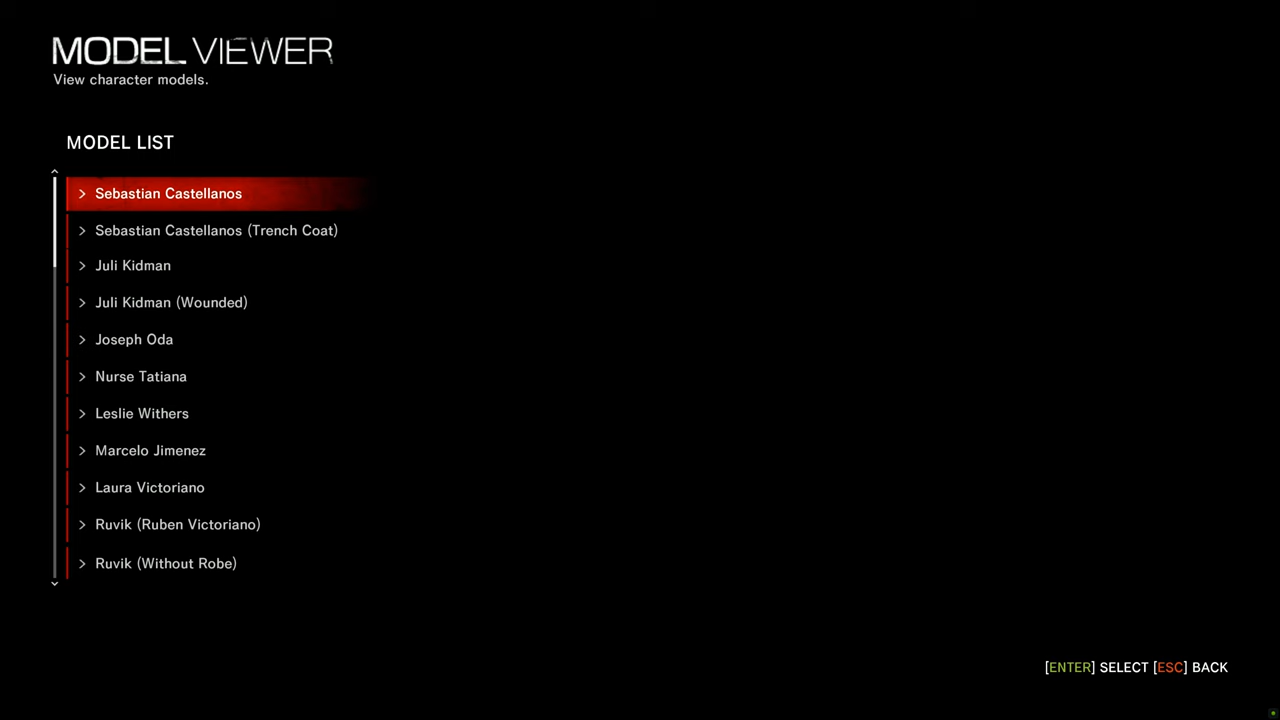 MODEL VIEWER
View character models.
MODEL LIST
> Sebastian Castellanos
> Sebastian Castellanos (Trench Coat)
> Juli Kidman
> Juli Kidman (Wounded)
> Joseph Oda
> Nurse Tatiana
> Leslie Withers
> Marcelo Jimenez
> Laura Victoriano
> Ruvik (Ruben Victoriano)
> Ruvik (Without Robe)
[ENTER] SELECT [ESC] BACK